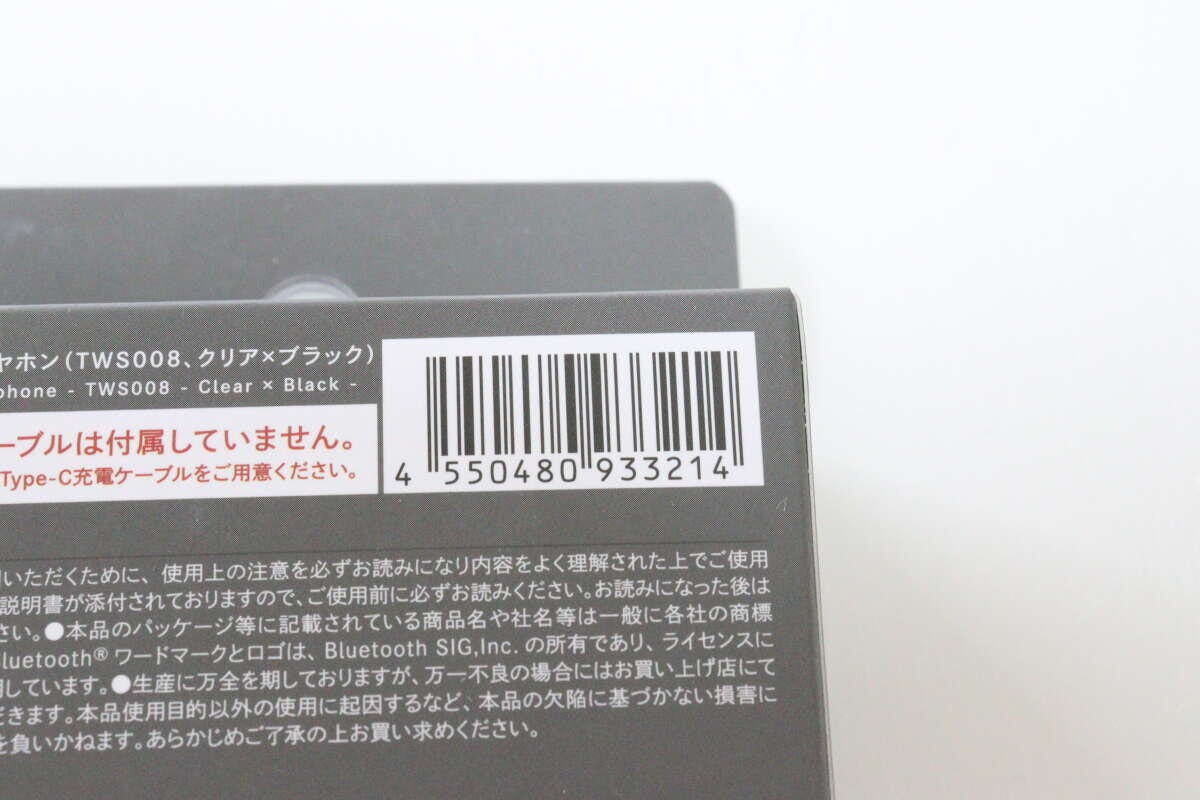 ヤホン(TWS008、クリア×ブラック)
phone - TWS008 - Clear × Black -
ーブルは付属していません。
Type-C充電ケーブルをご用意ください。
4 550480 933214
いただくために、使用上の注意を必ずお読みになり内容をよく理解された上でご使用
説明書が添付されておりますので、ご使用前に必ずお読みください。お読みになった後は
さい。●本品のパッケージ等に記載されている商品名や社名等は一般に各社の商標
Bluetooth® ワードマークとロゴは、Bluetooth SIG,Inc. の所有であり、ライセンスに
用しています。●生産に万全を期しておりますが、万一不良の場合にはお買い上げ店にて
だきます。本品使用目的以外の使用に起因するなど、本品の欠陥に基づかない損害に
を負いかねます。あらかじめご了承の上お買い求めください。